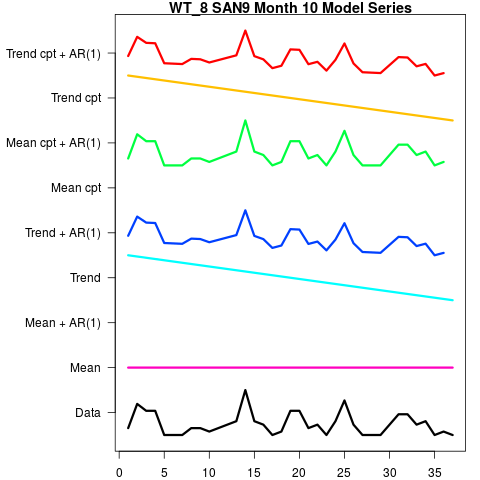 WT_8 SAN9 Month 10 Model Series
Trend cpt + AR(1)
Trend cpt
Mean cpt + AR(1)
Mean cpt
Trend + AR(1)
Trend
Mean + AR(1)
Mean
Data
0 5 10 15 20 25 30 35